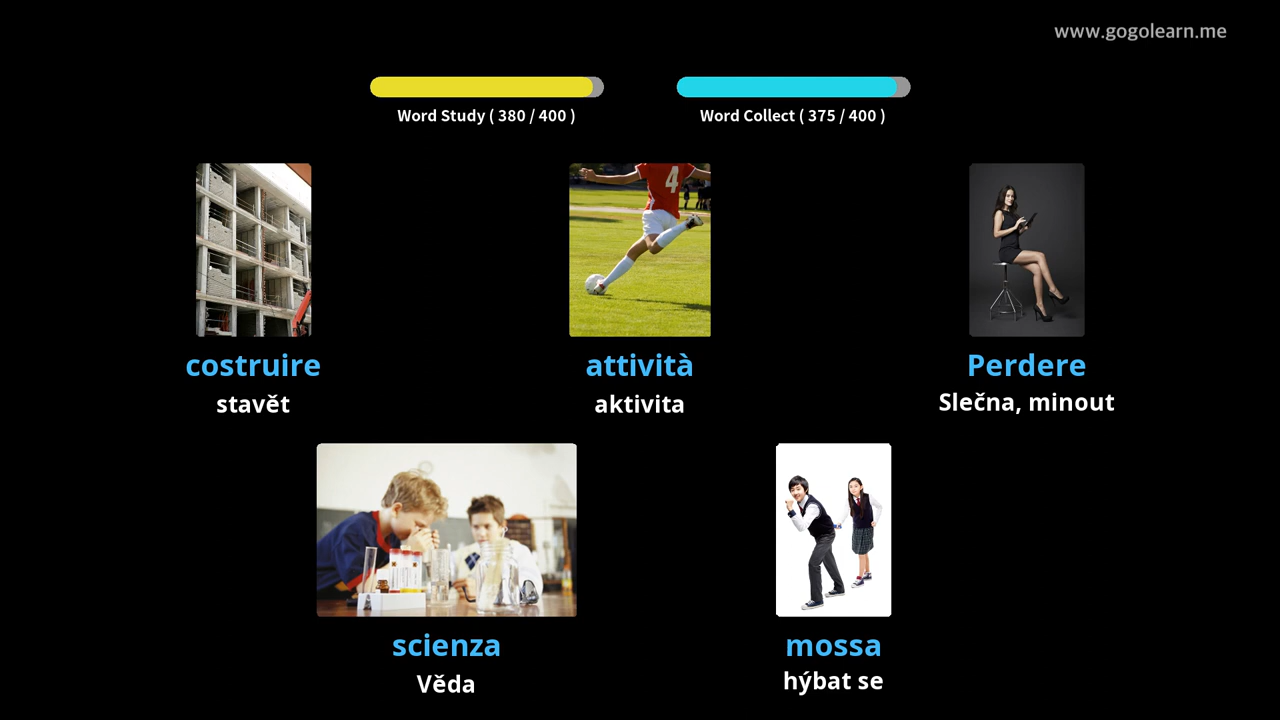 www.gogolearn.me
Word Study ( 380 / 400 )
Word Collect ( 375 / 400 )
4
costruire
stavět
attività
aktivita
Perdere
Slečna, minout
scienza
Věda
mossa
hýbat se